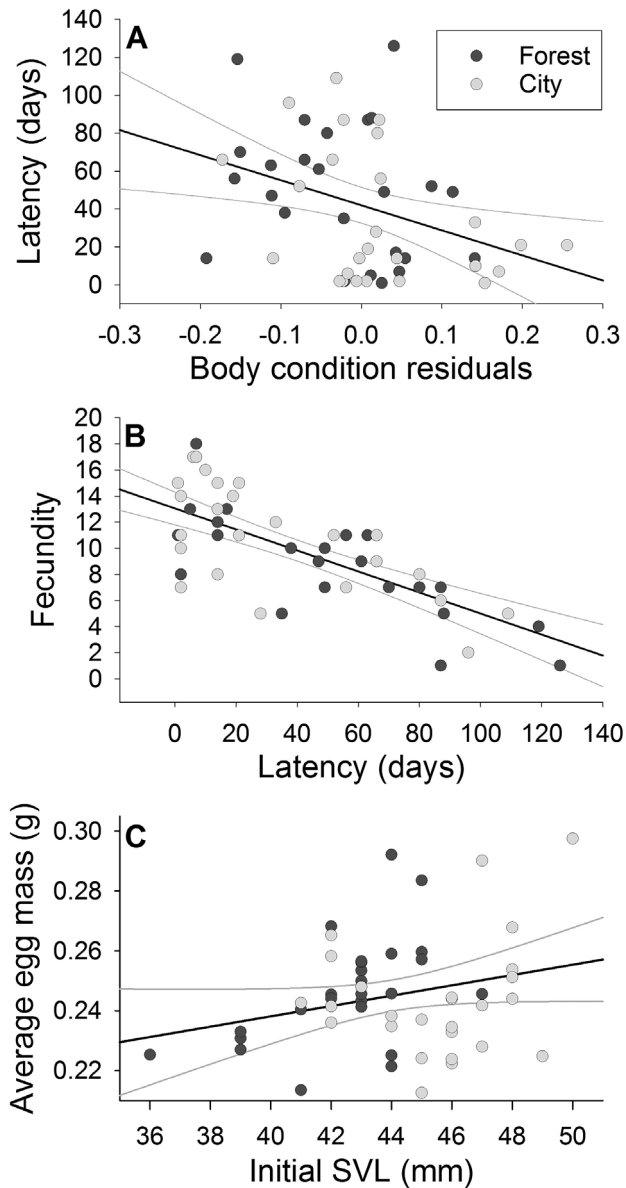 A
Forest
City
140
120
100
80
60
40
20
0
Latency (days)
-0.3 -0.2 -0.1 0.0 0.1 0.2 0.3
Body condition residuals
B
20
18
16
14
12
10
8
6
4
2
0
Fecundity
0 20 40 60 80 100 120 140
Latency (days)
C
0.30
0.28
0.26
0.24
0.22
Average egg mass (g)
36 38 40 42 44 46 48 50
Initial SVL (mm)